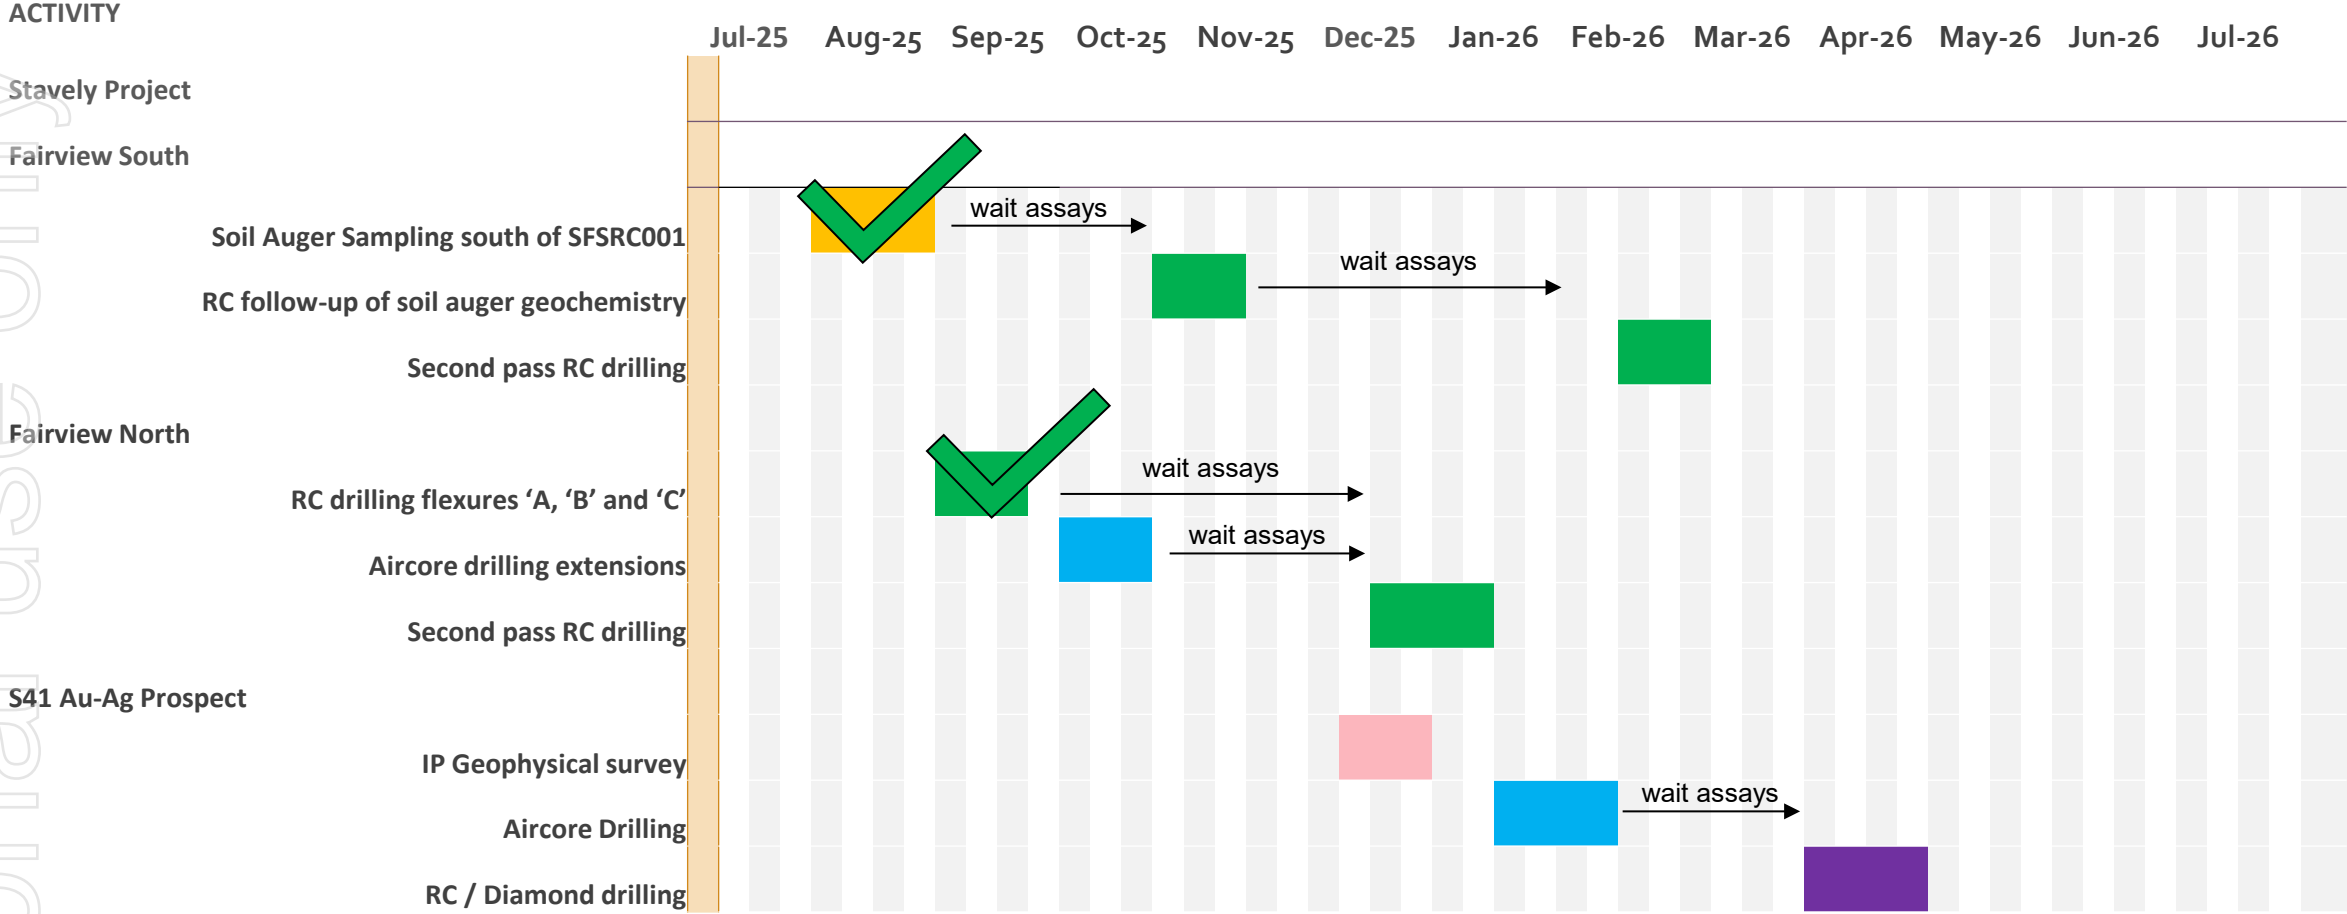 ACTIVITY
Jul-25 Aug-25 Sep-25 Oct-25 Nov-25 Dec-25 Jan-26 Feb-26 Mar-26 Apr-26 May-26 Jun-26 Jul-26
Stavely Project
Fairview South
Soil Auger Sampling south of SFSRC001
wait assays
RC follow-up of soil auger geochemistry
wait assays
Second pass RC drilling
Fairview North
RC drilling flexures ‘A, ‘B’ and ‘C’
wait assays
Aircore drilling extensions
wait assays
Second pass RC drilling
S41 Au-Ag Prospect
IP Geophysical survey
Aircore Drilling
wait assays
RC / Diamond drilling
use only